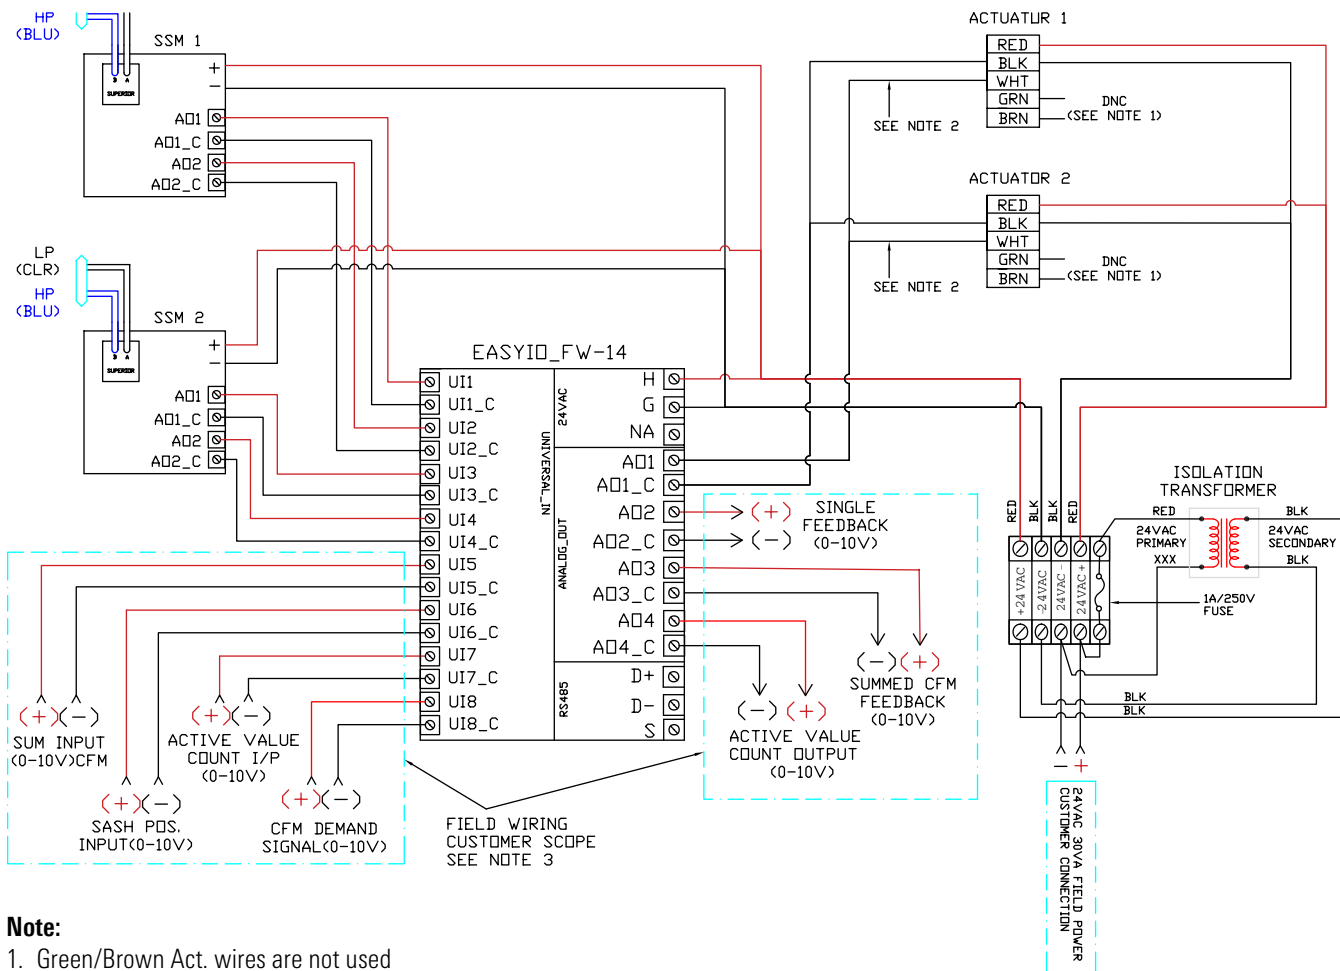 HP
(BLU)
SSM 1
B A
SUPERIOR
+
−
AO1
AO1_C
AO2
AO2_C
LP
(CLR)
HP
(BLU)
SSM 2
B A
SUPERIOR
+
−
AO1
AO1_C
AO2
AO2_C
ACTUATOR 1
RED
BLK
WHT
GRN
BRN
DNC
(SEE NOTE 1)
SEE NOTE 2
ACTUATOR 2
RED
BLK
WHT
GRN
BRN
DNC
(SEE NOTE 1)
SEE NOTE 2
EASYIO_FW-14
UI1
UI1_C
UI2
UI2_C
UI3
UI3_C
UI4
UI4_C
UI5
UI5_C
UI6
UI6_C
UI7
UI7_C
UI8
UI8_C
UNIVERSAL_IN
24VAC
ANALOG_OUT
RS485
H
G
NA
AO1
AO1_C
AO2
AO2_C
AO3
AO3_C
AO4
AO4_C
D+
D-
S
(+)
(−)
SINGLE
FEEDBACK
(0-10V)
(−) (+)
SUMMED CFM
FEEDBACK
(0-10V)
(−) (+)
ACTIVE VALUE
COUNT OUTPUT
(0-10V)
(+) (−)
SUM INPUT
(0-10V)CFM
(+) (−)
ACTIVE VALUE
COUNT I/P
(0-10V)
(+) (−)
SASH POS.
INPUT(0-10V)
(+) (−)
CFM DEMAND
SIGNAL(0-10V)
FIELD WIRING
CUSTOMER SCOPE
SEE NOTE 3
RED
BLK
BLK
RED
+24 VAC
-24VAC
24VAC -
24VAC +
ISOLATION
TRANSFORMER
RED
24VAC
PRIMARY
XXX
BLK
24VAC
SECONDARY
BLK
1A/250V
FUSE
BLK
BLK
− +
24VAC 30VA FIELD POWER
CUSTOMER CONNECTION
Note:
1. Green/Brown Act. wires are not used